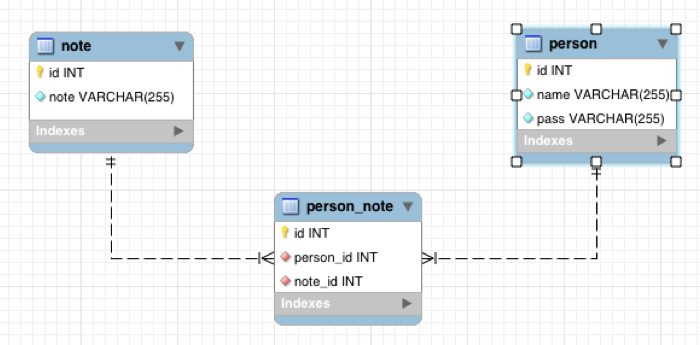 note
id INT
note VARCHAR(255)
Indexes
person
id INT
name VARCHAR(255)
pass VARCHAR(255)
Indexes
person_note
id INT
person_id INT
note_id INT
Indexes